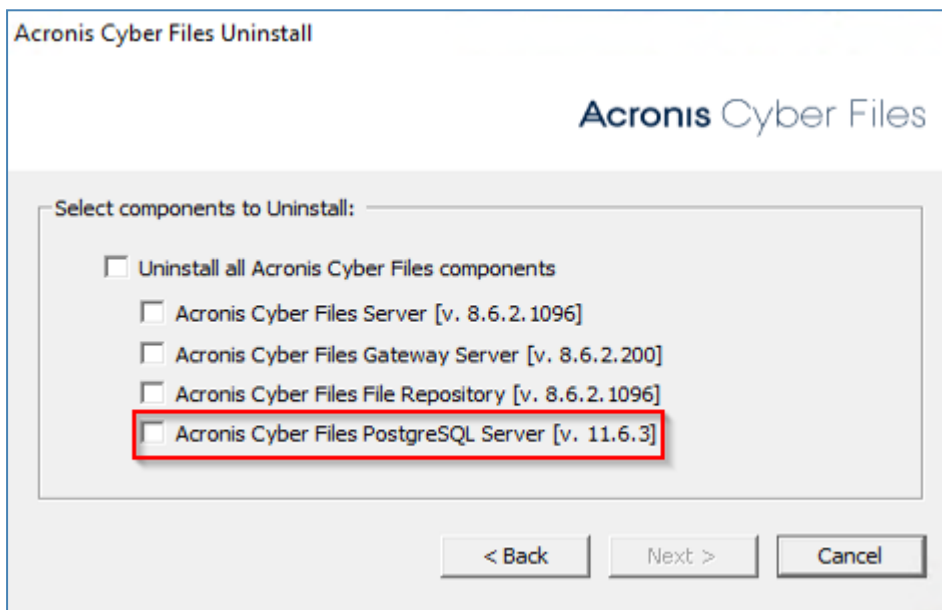 Acronis Cyber Files Uninstall
Acronis Cyber Files
Select components to Uninstall:
Uninstall all Acronis Cyber Files components
Acronis Cyber Files Server [v. 8.6.2.1096]
Acronis Cyber Files Gateway Server [v. 8.6.2.200]
Acronis Cyber Files File Repository [v. 8.6.2.1096]
Acronis Cyber Files PostgreSQL Server [v. 11.6.3]
< Back Next > Cancel